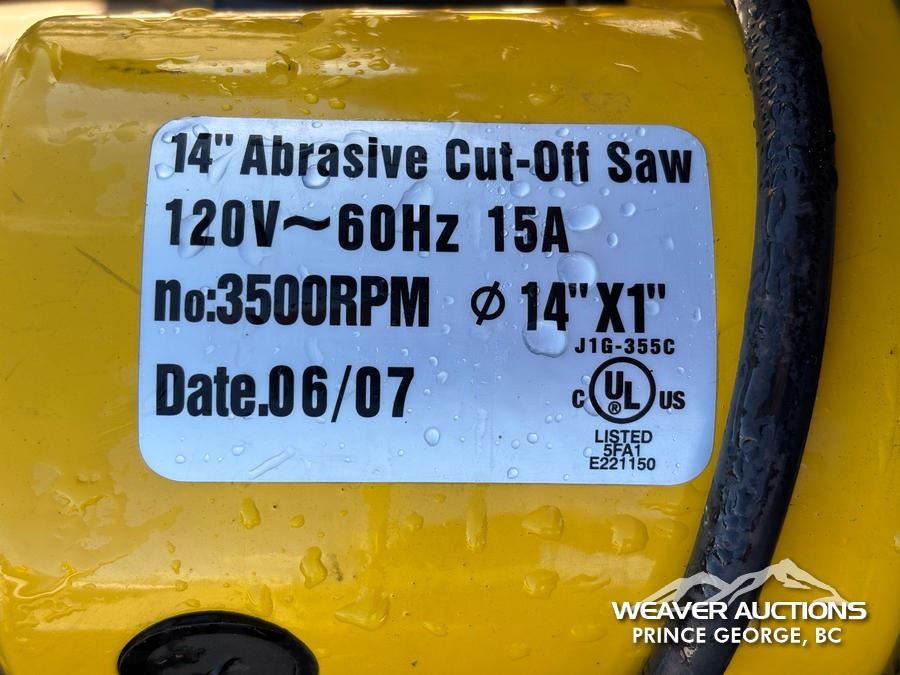 14" Abrasive Cut-Off Saw
120V~60Hz 15A
no:3500RPM ø 14"X1"
J1G-355C
C UL ® US
LISTED
5FA1
E221150
Date.06/07
WEAVER AUCTIONS
PRINCE GEORGE, BC